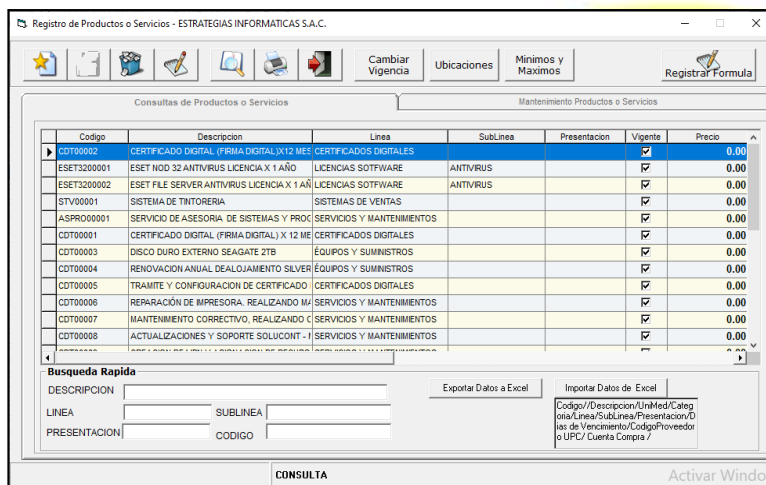 Registro de Productos o Servicios - ESTRATEGIAS INFORMATICAS S.A.C.
Cambiar Vigencia
Ubicaciones
Minimos y Maximos
Registrar Formula
Consultas de Productos o Servicios
Mantenimiento Productos o Servicios
Codigo Descripcion Linea SubLinea Presentacion Vigente Precio
CDT00002 CERTIFICADO DIGITAL (FIRMA DIGITAL)X12 MES CERTIFICADOS DIGITALES 0.00
ESET3200001 ESET NOD 32 ANTIVIRUS LICENCIA X 1 AÑO LICENCIAS SOTFWARE ANTIVIRUS 0.00
ESET3200002 ESET FILE SERVER ANTIVIRUS LICENCIA X 1 AÑ LICENCIAS SOTFWARE ANTIVIRUS 0.00
STV00001 SISTEMA DE TINTORERIA SISTEMAS DE VENTAS 0.00
ASPRO00001 SERVICIO DE ASESORIA DE SISTEMAS Y PROG SERVICIOS Y MANTENIMIENTOS 0.00
CDT00001 CERTIFICADO DIGITAL (FIRMA DIGITAL) X 12 ME CERTIFICADOS DIGITALES 0.00
CDT00003 DISCO DURO EXTERNO SEAGATE 2TB ÉQUIPOS Y SUMINISTROS 0.00
CDT00004 RENOVACION ANUAL DEALOJAMIENTO SILVER ÉQUIPOS Y SUMINISTROS 0.00
CDT00005 TRAMITE Y CONFIGURACION DE CERTIFICADO CERTIFICADOS DIGITALES 0.00
CDT00006 REPARACIÓN DE IMPRESORA. REALIZANDO MA SERVICIOS Y MANTENIMIENTOS 0.00
CDT00007 MANTENIMIENTO CORRECTIVO, REALIZANDO C SERVICIOS Y MANTENIMIENTOS 0.00
CDT00008 ACTUALIZACIONES Y SOPORTE SOLUCONT - SERVICIOS Y MANTENIMIENTOS 0.00
Busqueda Rapida
DESCRIPCION
Exportar Datos a Excel
Importar Datos de Excel
LINEA
SUBLINEA
PRESENTACION
CODIGO
Codigo//Descripcion/UniMed/Categ
oria/Linea/SubLinea/Presentacion/D
ias de Vencimiento/CodigoProveedor
o UPC/ Cuenta Compra /
CONSULTA
Activar Windo